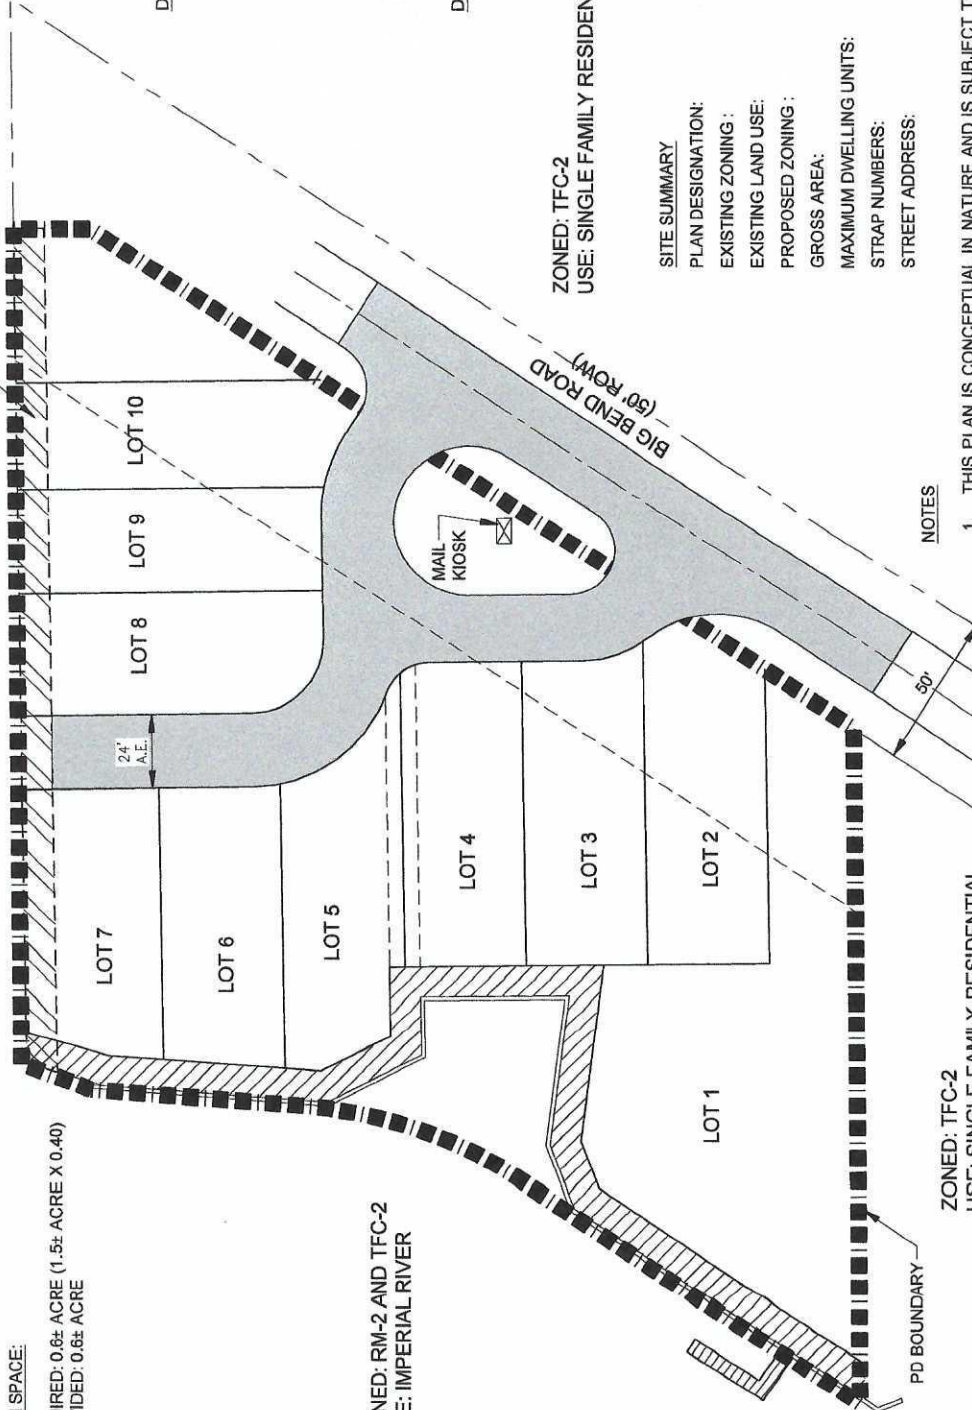 SPACE:
IRED: 0.6± ACRE (1.5± ACRE X 0.40)
IDED: 0.6± ACRE
NED: RM-2 AND TFC-2
E: IMPERIAL RIVER
LOT 7
LOT 6
LOT 5
LOT 4
LOT 3
LOT 2
LOT 1
LOT 8
LOT 9
LOT 10
24'
A.E.
MAIL
KIOSK
BIG BEND ROAD
(50' ROW)
50'
PD BOUNDARY
ZONED: TFC-2
USE: SINGLE FAMILY RESIDENTIAL
ZONED: TFC-2
USE: SINGLE FAMILY RESIDEN
SITE SUMMARY
PLAN DESIGNATION:
EXISTING ZONING :
EXISTING LAND USE:
PROPOSED ZONING :
GROSS AREA:
MAXIMUM DWELLING UNITS:
STRAP NUMBERS:
STREET ADDRESS:
NOTES
1. THIS PLAN IS CONCEPTUAL IN NATURE AND IS SUBJECT T
D
D